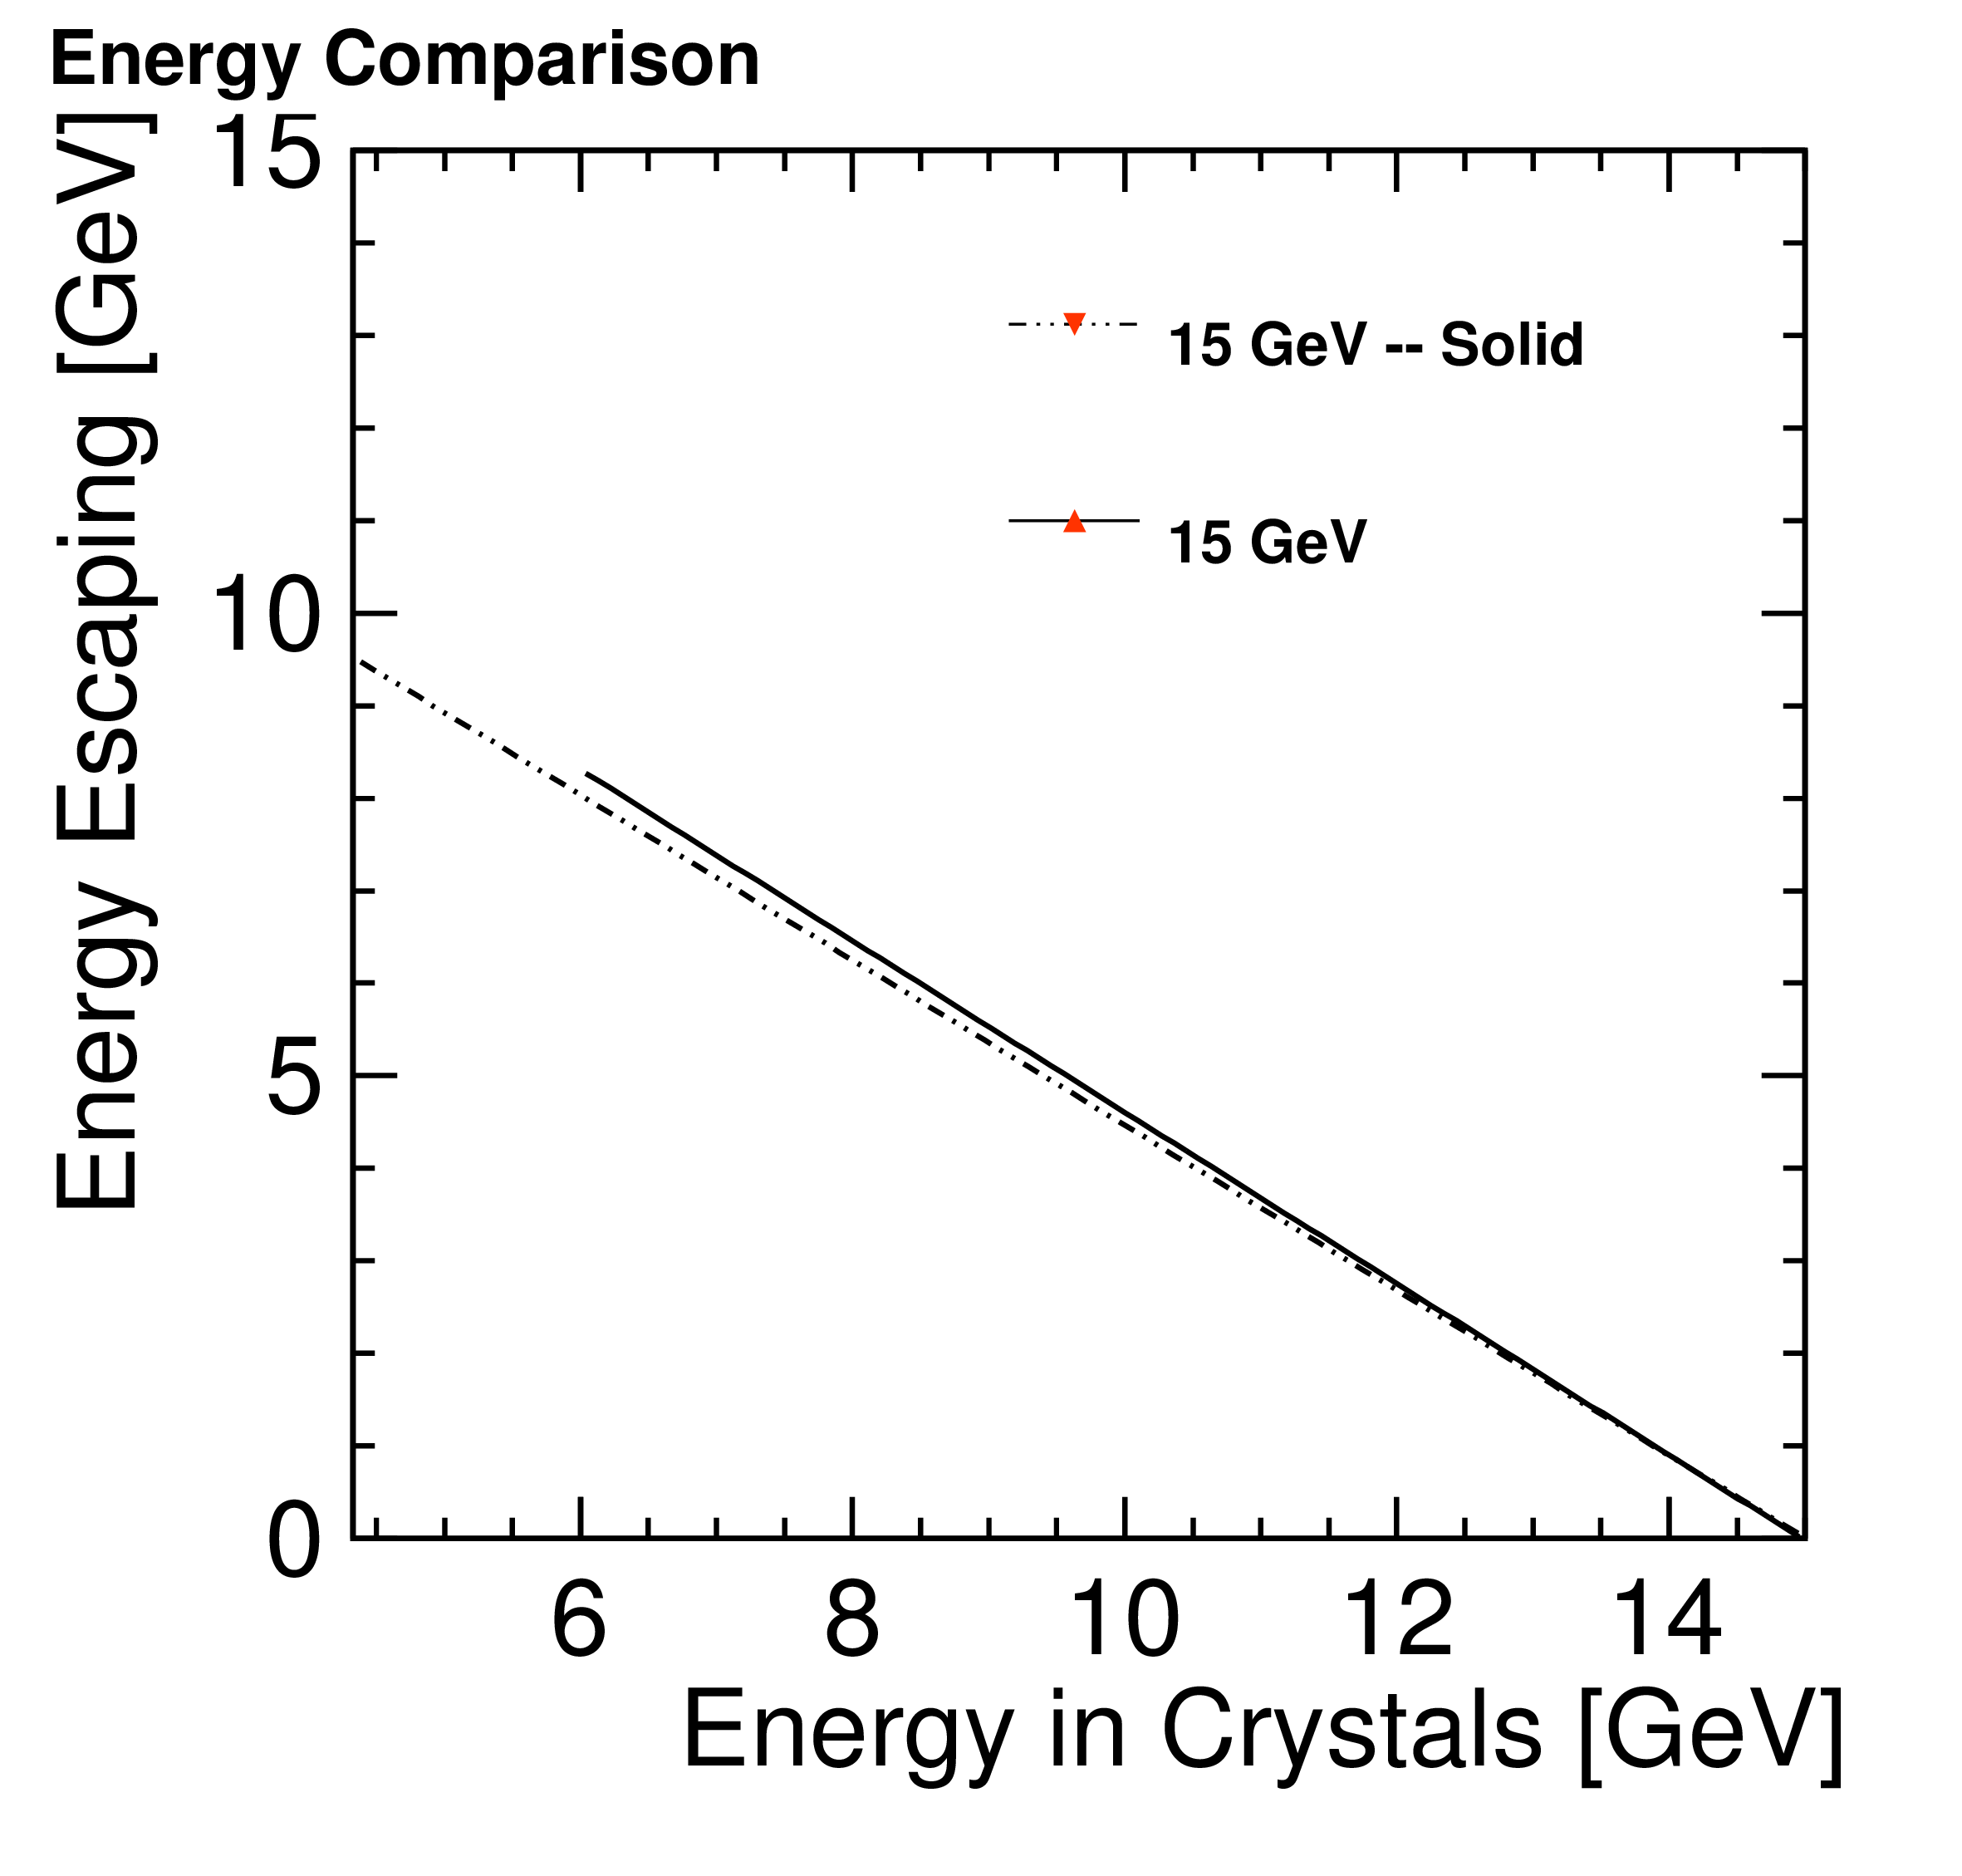 Energy Comparison
Energy Escaping [GeV]
15
10
5
0
15 GeV -- Solid
15 GeV
6 8 10 12 14
Energy in Crystals [GeV]